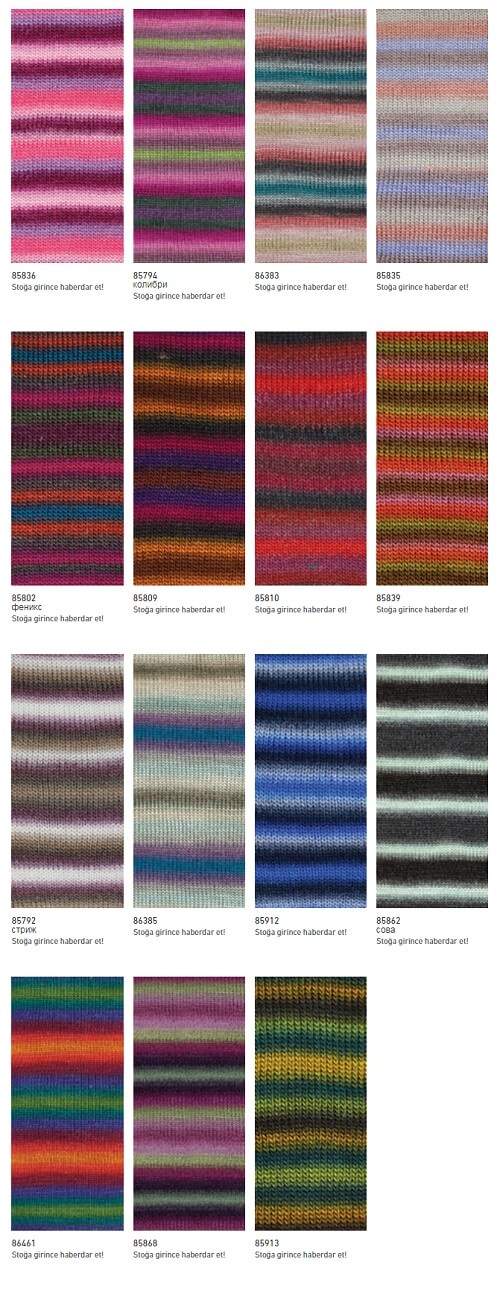 85836
Stoğa girince haberdar et!
85794
колибри
Stoğa girince haberdar et!
86383
Stoğa girince haberdar et!
85835
Stoğa girince haberdar et!
85802
феникс
Stoğa girince haberdar et!
85809
Stoğa girince haberdar et!
85810
Stoğa girince haberdar et!
85839
Stoğa girince haberdar et!
85792
стриж
Stoğa girince haberdar et!
86385
Stoğa girince haberdar et!
85912
Stoğa girince haberdar et!
85862
сова
Stoğa girince haberdar et!
86461
Stoğa girince haberdar et!
85868
Stoğa girince haberdar et!
85913
Stoğa girince haberdar et!